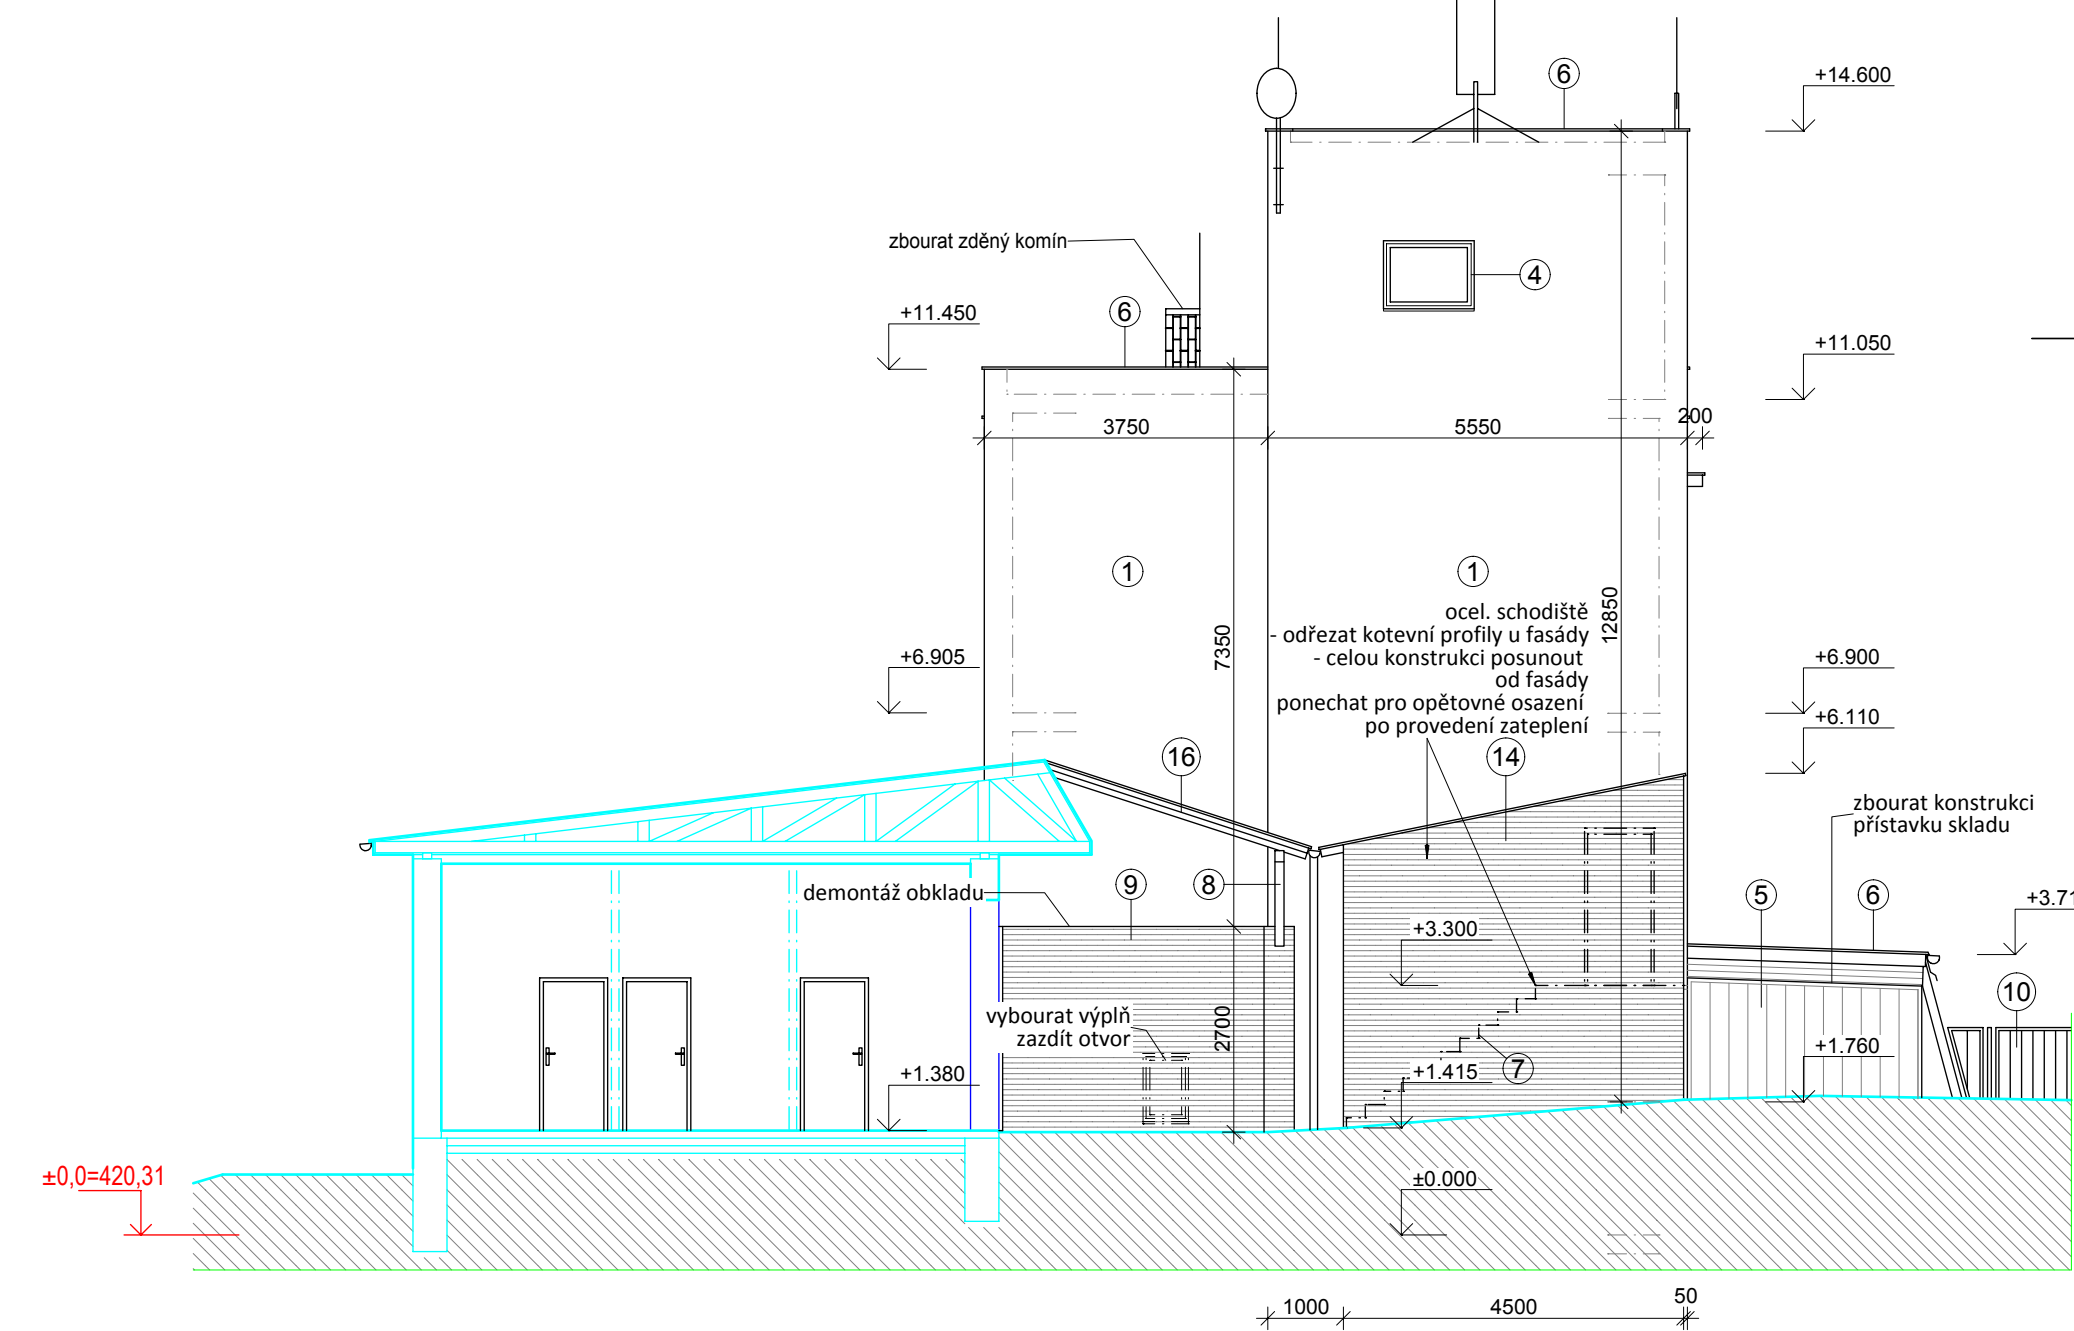 6
+14.600
zbourat zděný komín
4
+11.450
6
+11.050
200
3750
5550
1
1
ocel. schodiště
- odřezat kotevní profily u fasády
- celou konstrukci posunout
od fasády
ponechat pro opětovné osazení
po provedení zateplení
12850
7350
+6.905
+6.900
+6.110
16
14
zbourat konstrukci
přístavku skladu
demontáž obkladu
9
8
5
6
+3.71
+3.300
10
vybourat výplň
zazdít otvor
2700
+1.760
+1.380
+1.415
7
±0,0=420,31
±0.000
1000
4500
50